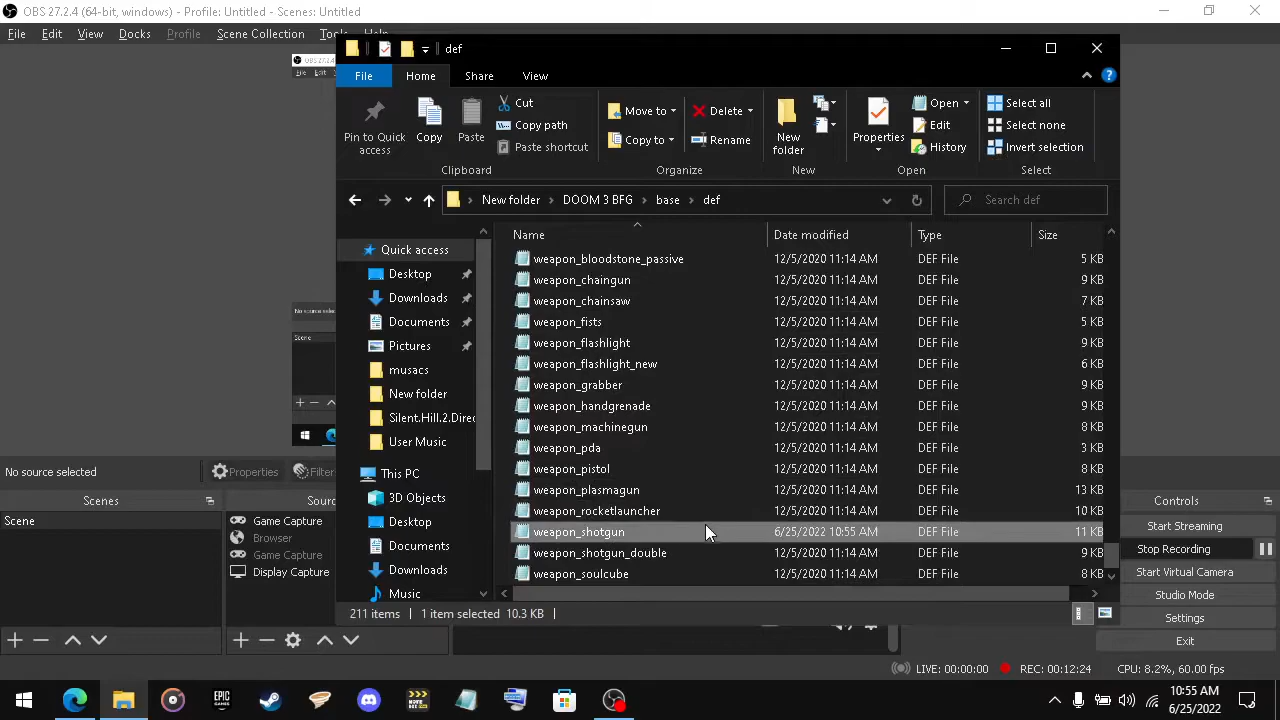 OBS 27.2.4 (64-bit, windows) - Profile: Untitled - Scenes: Untitled
File Edit View Docks Profile Scene Collection Tools Help
def
File Home Share View
Pin to Quick access
Copy
Paste
Cut
Copy path
Paste shortcut
Clipboard
Move to
Copy to
Delete
Rename
Organize
New folder
New
Properties
Open
Edit
History
Open
Select all
Select none
Invert selection
Select
New folder DOOM 3 BFG base def
Search def
Quick access
Desktop
Downloads
Documents
Pictures
musacs
New folder
Silent.Hill.2.Direc
User Music
This PC
3D Objects
Desktop
Documents
Downloads
Music
Name Date modified Type Size
weapon_bloodstone_passive 12/5/2020 11:14 AM DEF File 5 KB
weapon_chaingun 12/5/2020 11:14 AM DEF File 9 KB
weapon_chainsaw 12/5/2020 11:14 AM DEF File 6 KB
weapon_fists 12/5/2020 11:14 AM DEF File 5 KB
weapon_flashlight 12/5/2020 11:14 AM DEF File 6 KB
weapon_flashlight_new 12/5/2020 11:14 AM DEF File 6 KB
weapon_grabber 12/5/2020 11:14 AM DEF File 9 KB
weapon_handgrenade 12/5/2020 11:14 AM DEF File 9 KB
weapon_machinegun 12/5/2020 11:14 AM DEF File 8 KB
weapon_pda 12/5/2020 11:14 AM DEF File 3 KB
weapon_pistol 12/5/2020 11:14 AM DEF File 8 KB
weapon_plasmagun 12/5/2020 11:14 AM DEF File 13 KB
weapon_rocketlauncher 12/5/2020 11:14 AM DEF File 10 KB
weapon_shotgun 6/25/2022 10:55 AM DEF File 11 KB
weapon_shotgun_double 12/5/2020 11:14 AM DEF File 9 KB
weapon_soulcube 12/5/2020 11:14 AM DEF File 8 KB
211 items 1 item selected 10.3 KB
No source selected
Properties
Filter
Scenes
Scene
Sour
Game Capture
Browser
Game Capture
Display Capture
Controls
Start Streaming
Stop Recording
Start Virtual Camera
Studio Mode
Settings
Exit
LIVE: 00:00:00 REC: 00:12:24 CPU: 8.2%, 60.00 fps
EPIC GAMES
10:55 AM
6/25/2022